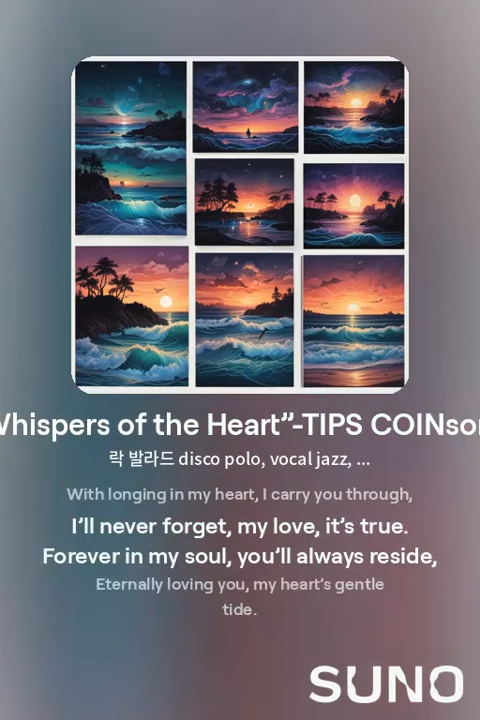 Whispers of the Heart”-TIPS COINson
락 발라드 disco polo, vocal jazz, ...
With longing in my heart, I carry you through,
I’ll never forget, my love, it’s true.
Forever in my soul, you’ll always reside,
Eternally loving you, my heart’s gentle
tide.
SUNO